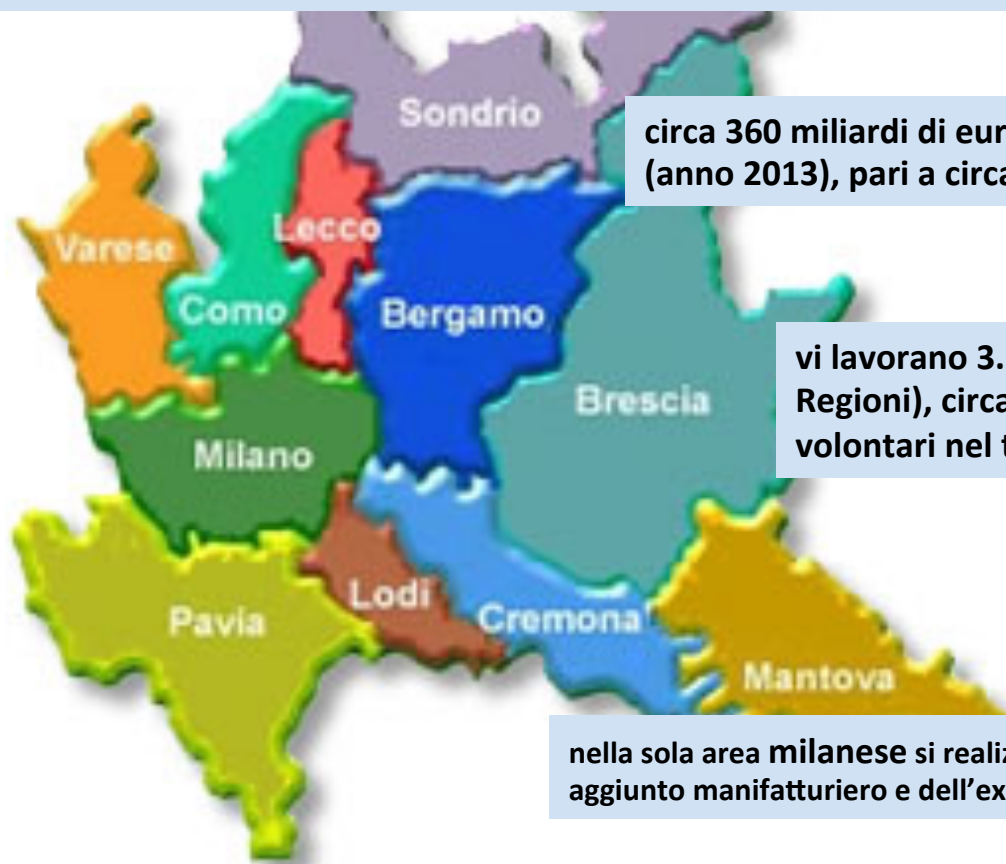 Sondrio
circa 360 miliardi di eur
(anno 2013), pari a circa
Lecco
Varese
Como
Bergamo
vi lavorano 3.
Regioni), circa
volontari nel t
Brescia
Milano
Lodi
Pavia
Cremona
Mantova
nella sola area milanese si realiz
aggiunto manifatturiero e dell'ex